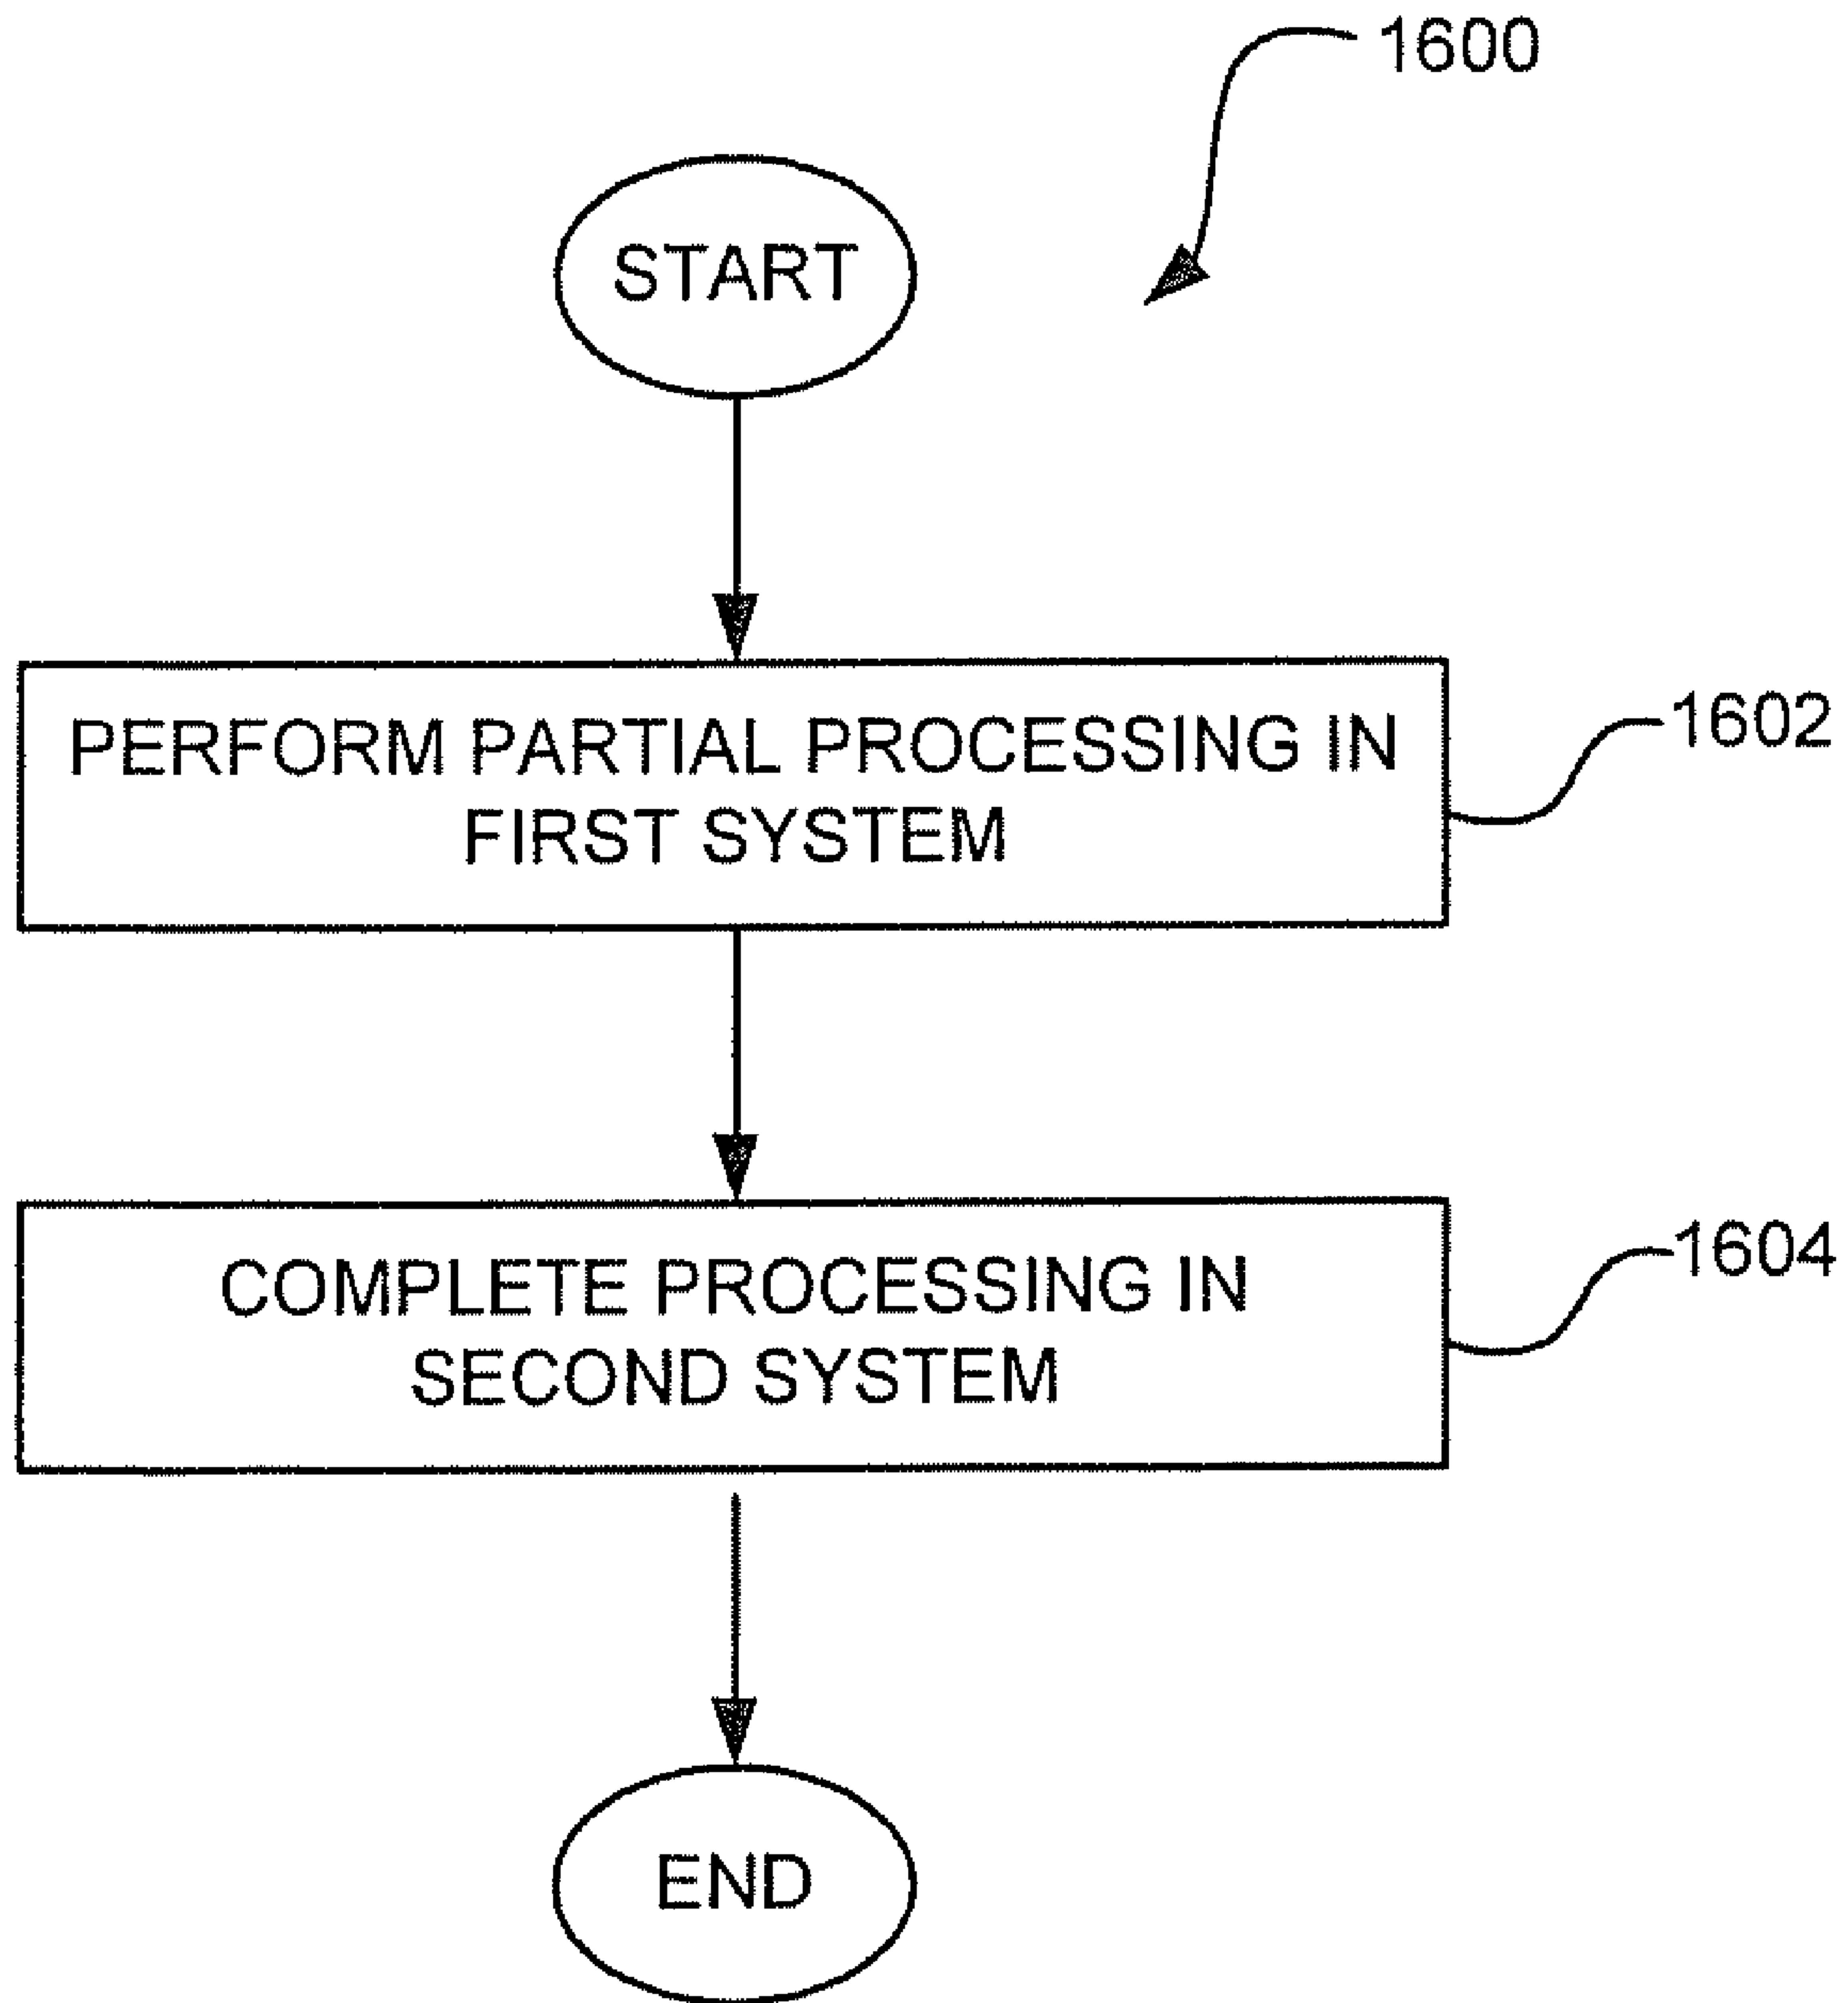 1600
START
PERFORM PARTIAL PROCESSING IN
FIRST SYSTEM
1602
COMPLETE PROCESSING IN
SECOND SYSTEM
1604
END